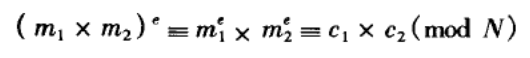 ( m₁ × m₂ )ᵉ ≡ m₁ᵉ × m₂ᵉ ≡ c₁ × c₂ (mod N)